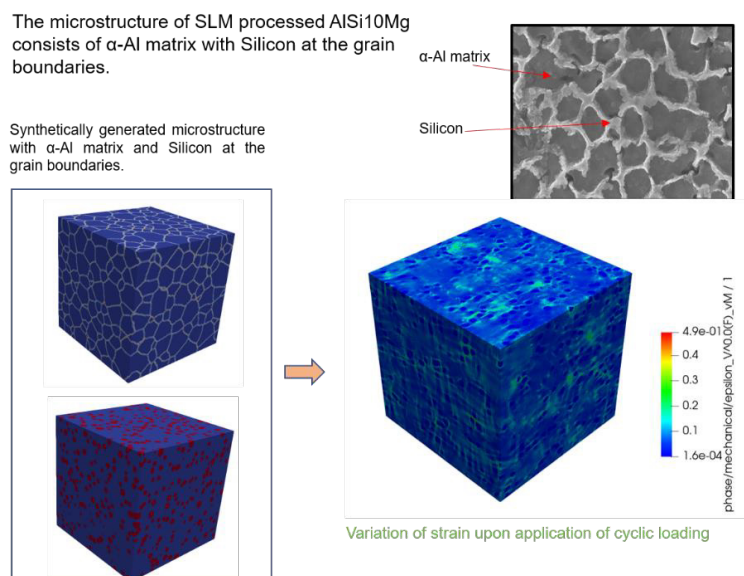 The microstructure of SLM processed AlSi10Mg
consists of α-Al matrix with Silicon at the grain
boundaries.
α-Al matrix
Silicon
Synthetically generated microstructure
with α-Al matrix and Silicon at the
grain boundaries.
4.9e-01
0.4
0.3
0.2
0.1
1.6e-04
phase/mechanical/epsilon_V^0.0(F)_vM / 1
Variation of strain upon application of cyclic loading